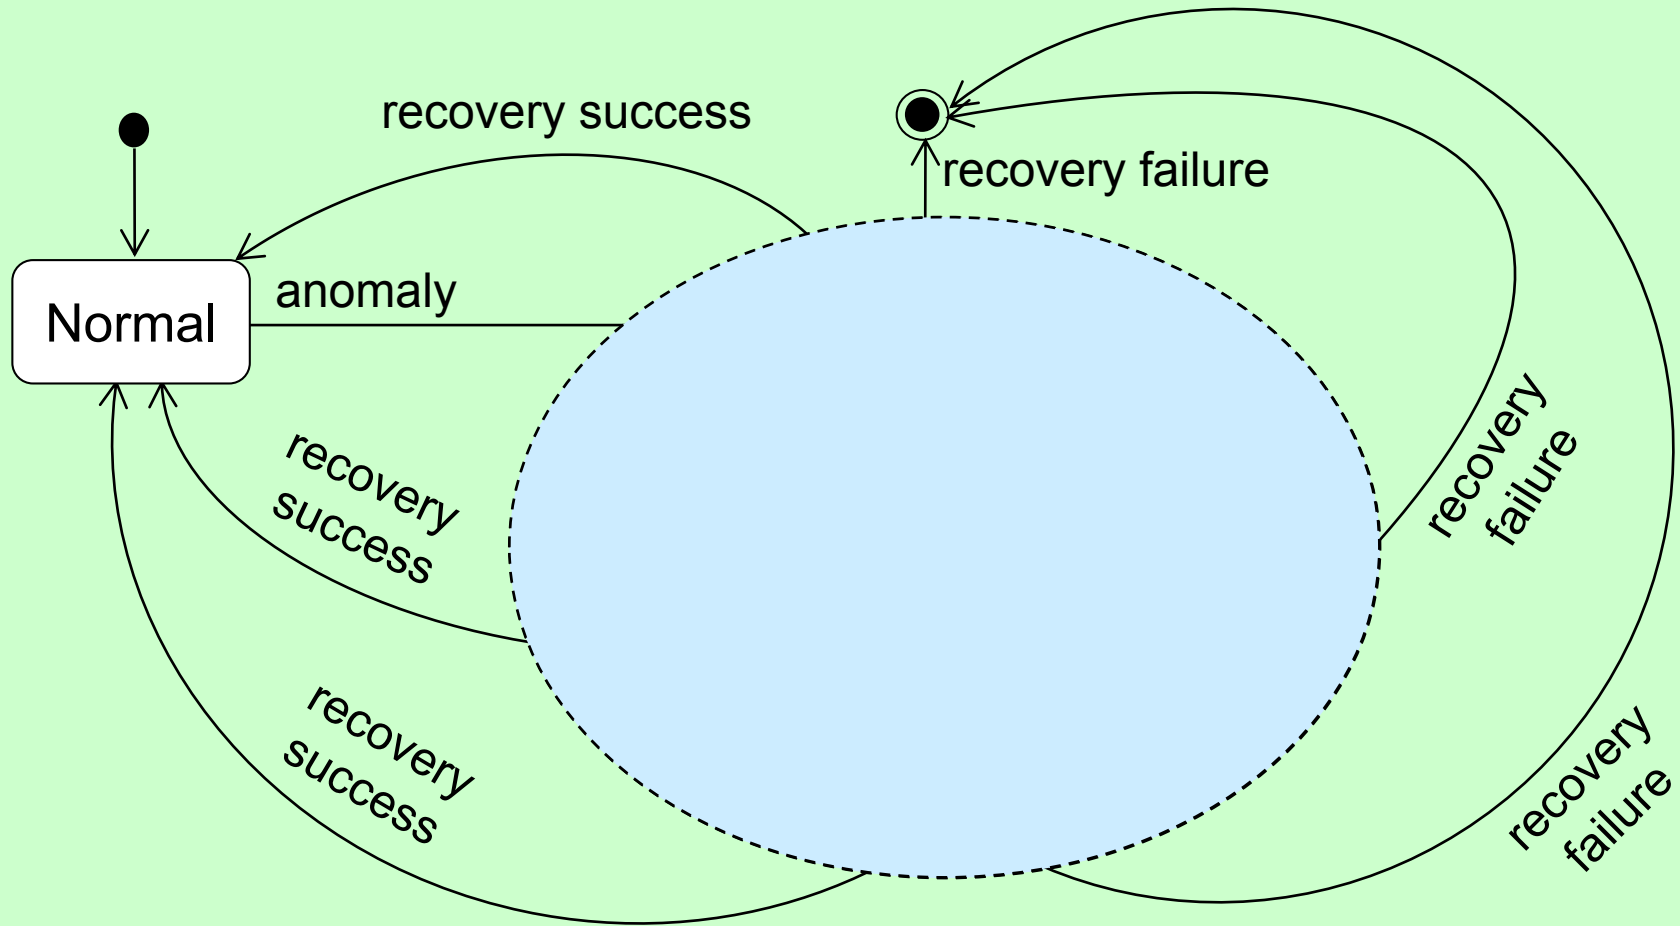 recovery success
recovery failure
anomaly
Normal
recovery
success
recovery
failure
recovery
success
recovery
failure